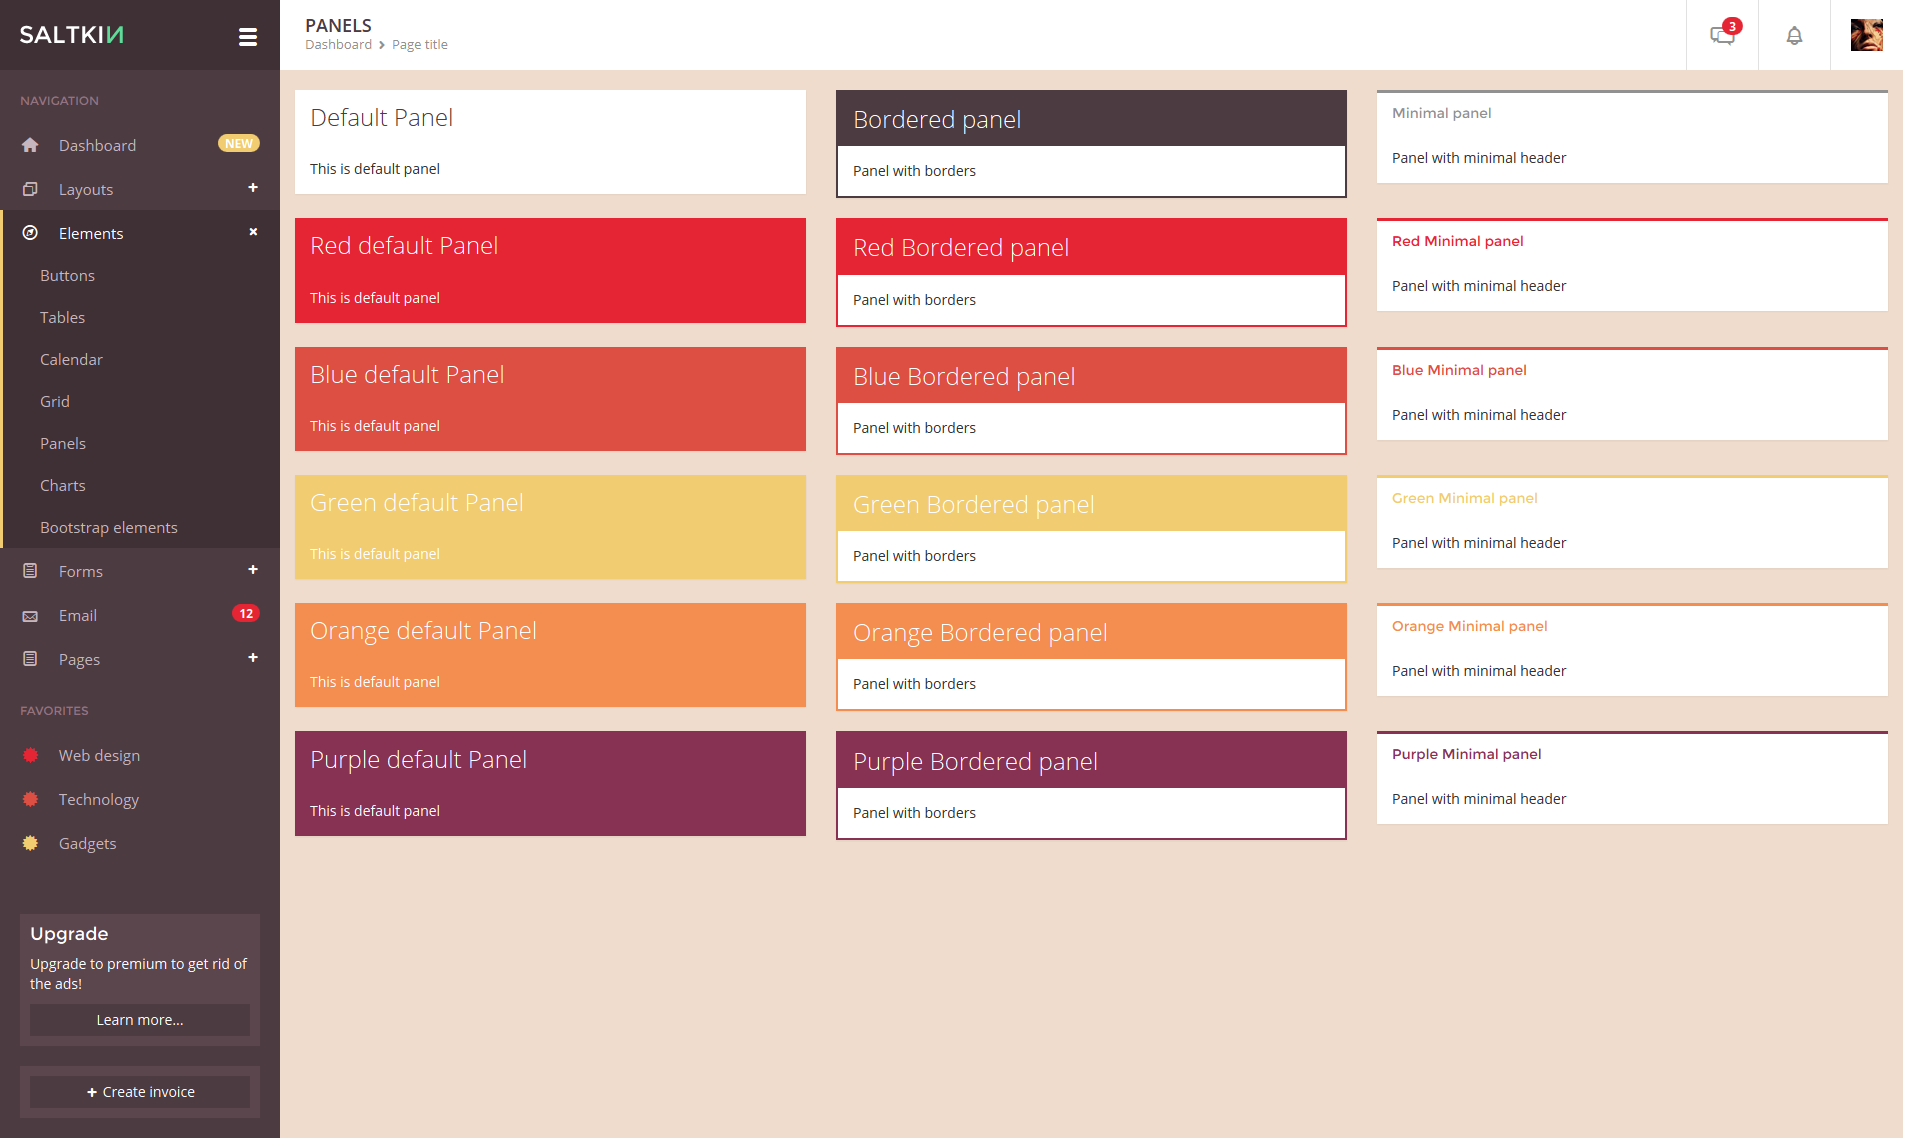 SALTKIN
PANELS
Dashboard Page title
3
NAVIGATION
Dashboard NEW
Layouts +
Elements
Buttons
Tables
Calendar
Grid
Panels
Charts
Bootstrap elements
Forms +
Email 12
Pages +
FAVORITES
Web design
Technology
Gadgets
Upgrade
Upgrade to premium to get rid of
the ads!
Learn more...
+ Create invoice
Default Panel
This is default panel
Bordered panel
Panel with borders
Minimal panel
Panel with minimal header
Red default Panel
This is default panel
Red Bordered panel
Panel with borders
Red Minimal panel
Panel with minimal header
Blue default Panel
This is default panel
Blue Bordered panel
Panel with borders
Blue Minimal panel
Panel with minimal header
Green default Panel
This is default panel
Green Bordered panel
Panel with borders
Green Minimal panel
Panel with minimal header
Orange default Panel
This is default panel
Orange Bordered panel
Panel with borders
Orange Minimal panel
Panel with minimal header
Purple default Panel
This is default panel
Purple Bordered panel
Panel with borders
Purple Minimal panel
Panel with minimal header